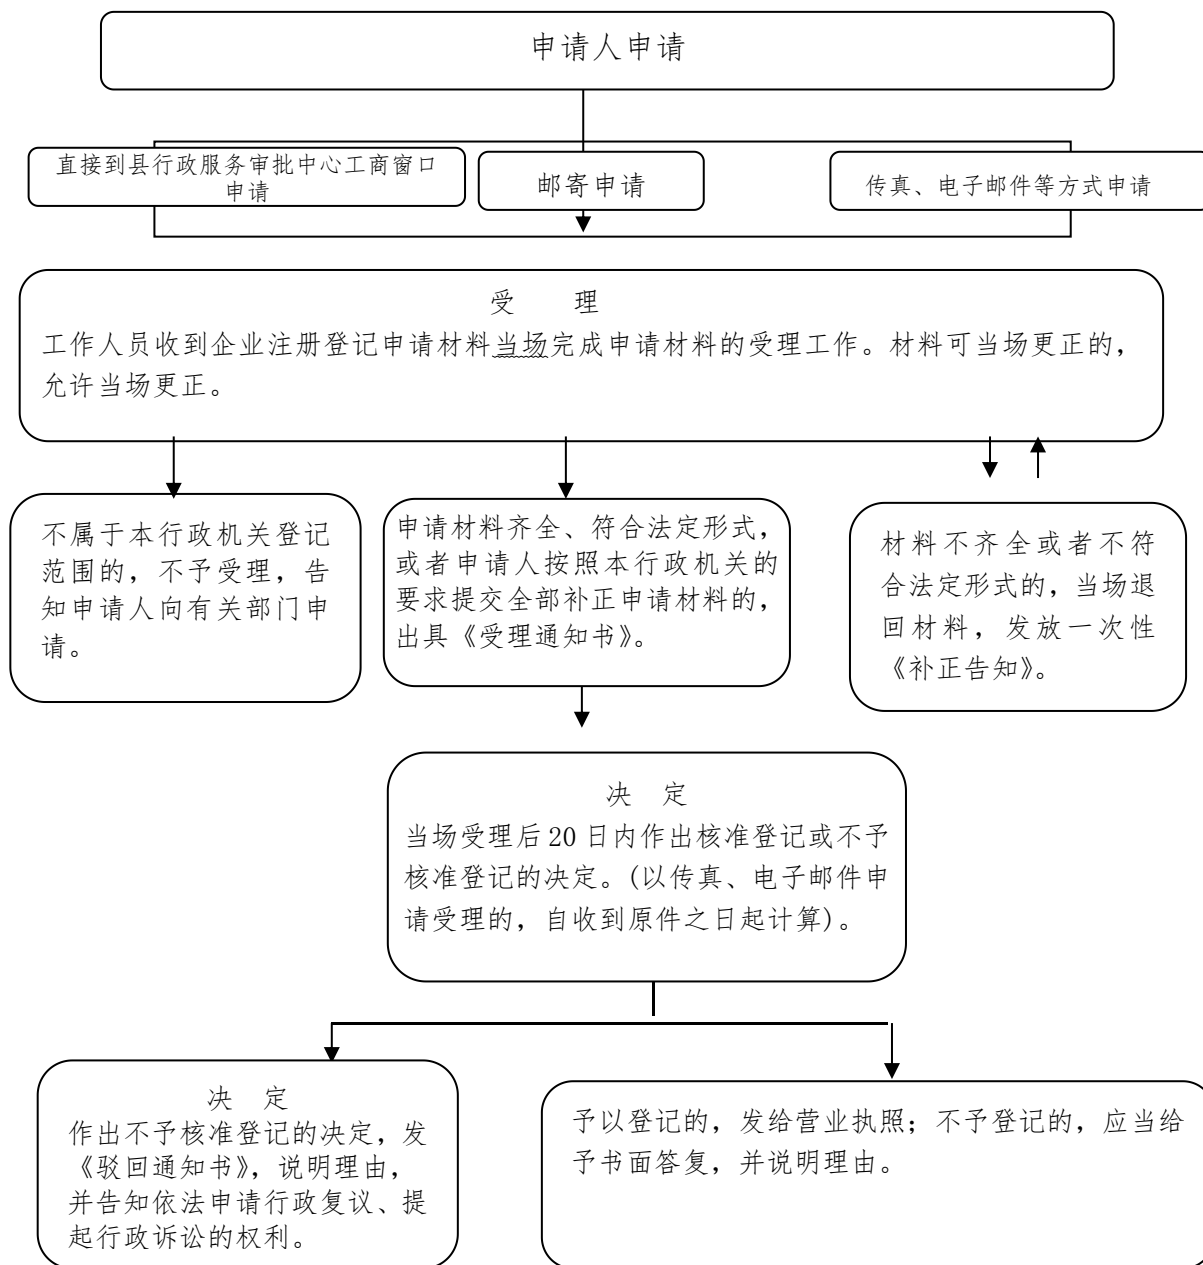 申请人申请
直接到县行政服务审批中心工商窗口
申请
邮寄申请
传真、电子邮件等方式申请
受 理
工作人员收到企业注册登记申请材料当场完成申请材料的受理工作。材料可当场更正的，
允许当场更正。
不属于本行政机关登记
范围的，不予受理，告
知申请人向有关部门申
请。
申请材料齐全、符合法定形式，
或者申请人按照本行政机关的
要求提交全部补正申请材料的，
出具《受理通知书》。
材料不齐全或者不符
合法定形式的，当场退
回材料，发放一次性
《补正告知》。
决 定
当场受理后20日内作出核准登记或不予
核准登记的决定。(以传真、电子邮件申
请受理的，自收到原件之日起计算)。
决 定
作出不予核准登记的决定，发
《驳回通知书》，说明理由，
并告知依法申请行政复议、提
起行政诉讼的权利。
予以登记的，发给营业执照；不予登记的，应当给
予书面答复，并说明理由。